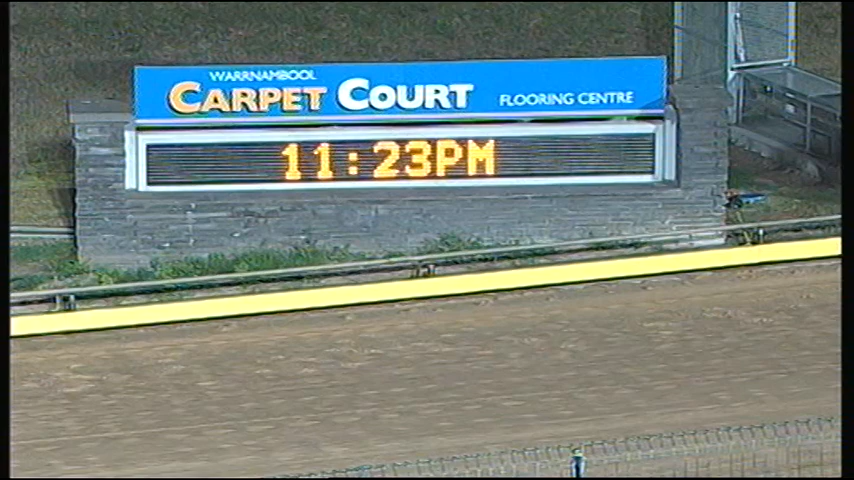 WARRNAMBOOL
CARPET COURT FLOORING CENTRE
11:23PM